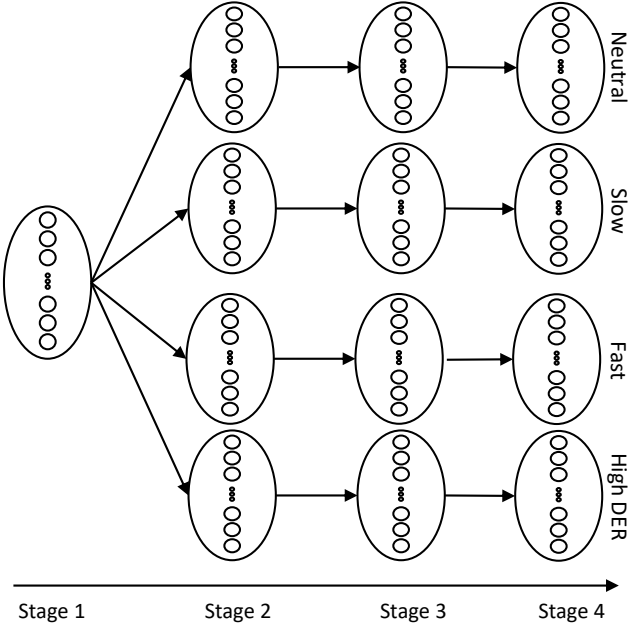 Neutral
Slow
Fast
High DER
Stage 1
Stage 2
Stage 3
Stage 4